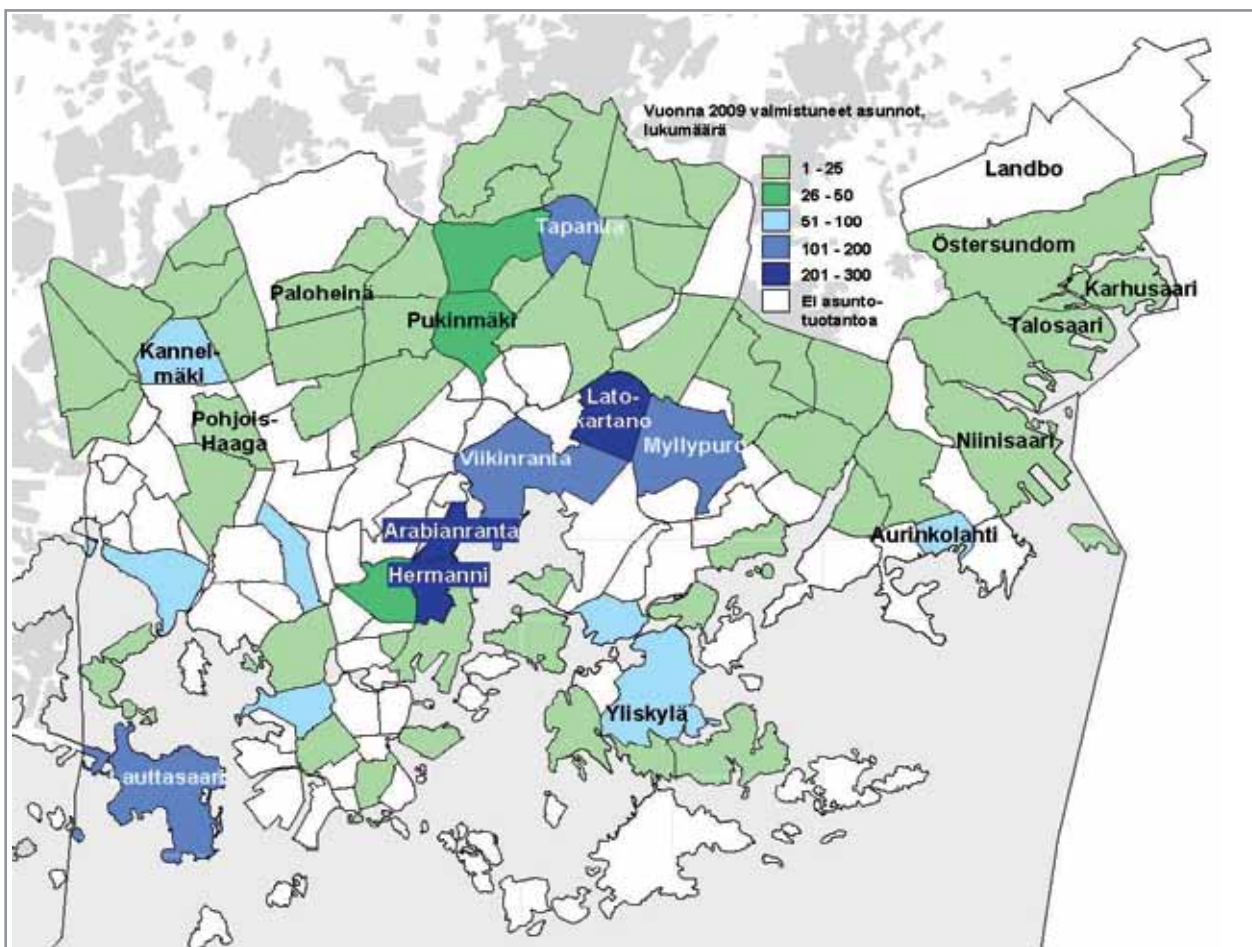 Vuonna 2009 valmistuneet asunnot,
lukumäärä
1 - 25
26 - 50
51 - 100
101 - 200
201 - 300
Ei asunto-
tuotantoa
Landbo
Tapanila
Östersundom
Karhusaari
Paloheinä
Pukinmäki
Talosaari
Kannel-
mäki
Lato-
kartano
Pohjois-
Haaga
Myllypuro
Niinisaari
Viikinranta
Arabianranta
Aurinkolahti
Hermanni
Yliskylä
auttasaari